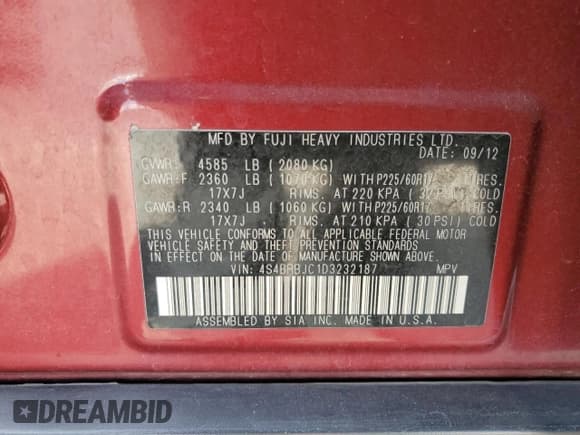 MFD BY FUJI HEAVY INDUSTRIES LTD.
DATE: 09/12
GVWR: 4585 LB ( 2080 KG)
GAWR:F 2360 LB ( 1070 KG) WITH P225/60R17
17X7J RIMS, AT 220 KPA ( 32 PSI) COLD
GAWR:R 2340 LB ( 1060 KG) WITH P225/60R17
17X7J RIMS, AT 210 KPA ( 30 PSI) COLD
THIS VEHICLE CONFORMS TO ALL APPLICABLE FEDERAL MOTOR
VEHICLE SAFETY AND THEFT PREVENTION STANDARDS
IN EFFECT ON THE DATE OF MANUFACTURE SHOWN ABOVE.
VIN: 4S4BRBJC1D3232187 MPV
ASSEMBLED BY SIA INC. MADE IN U.S.A.
DREAMBID